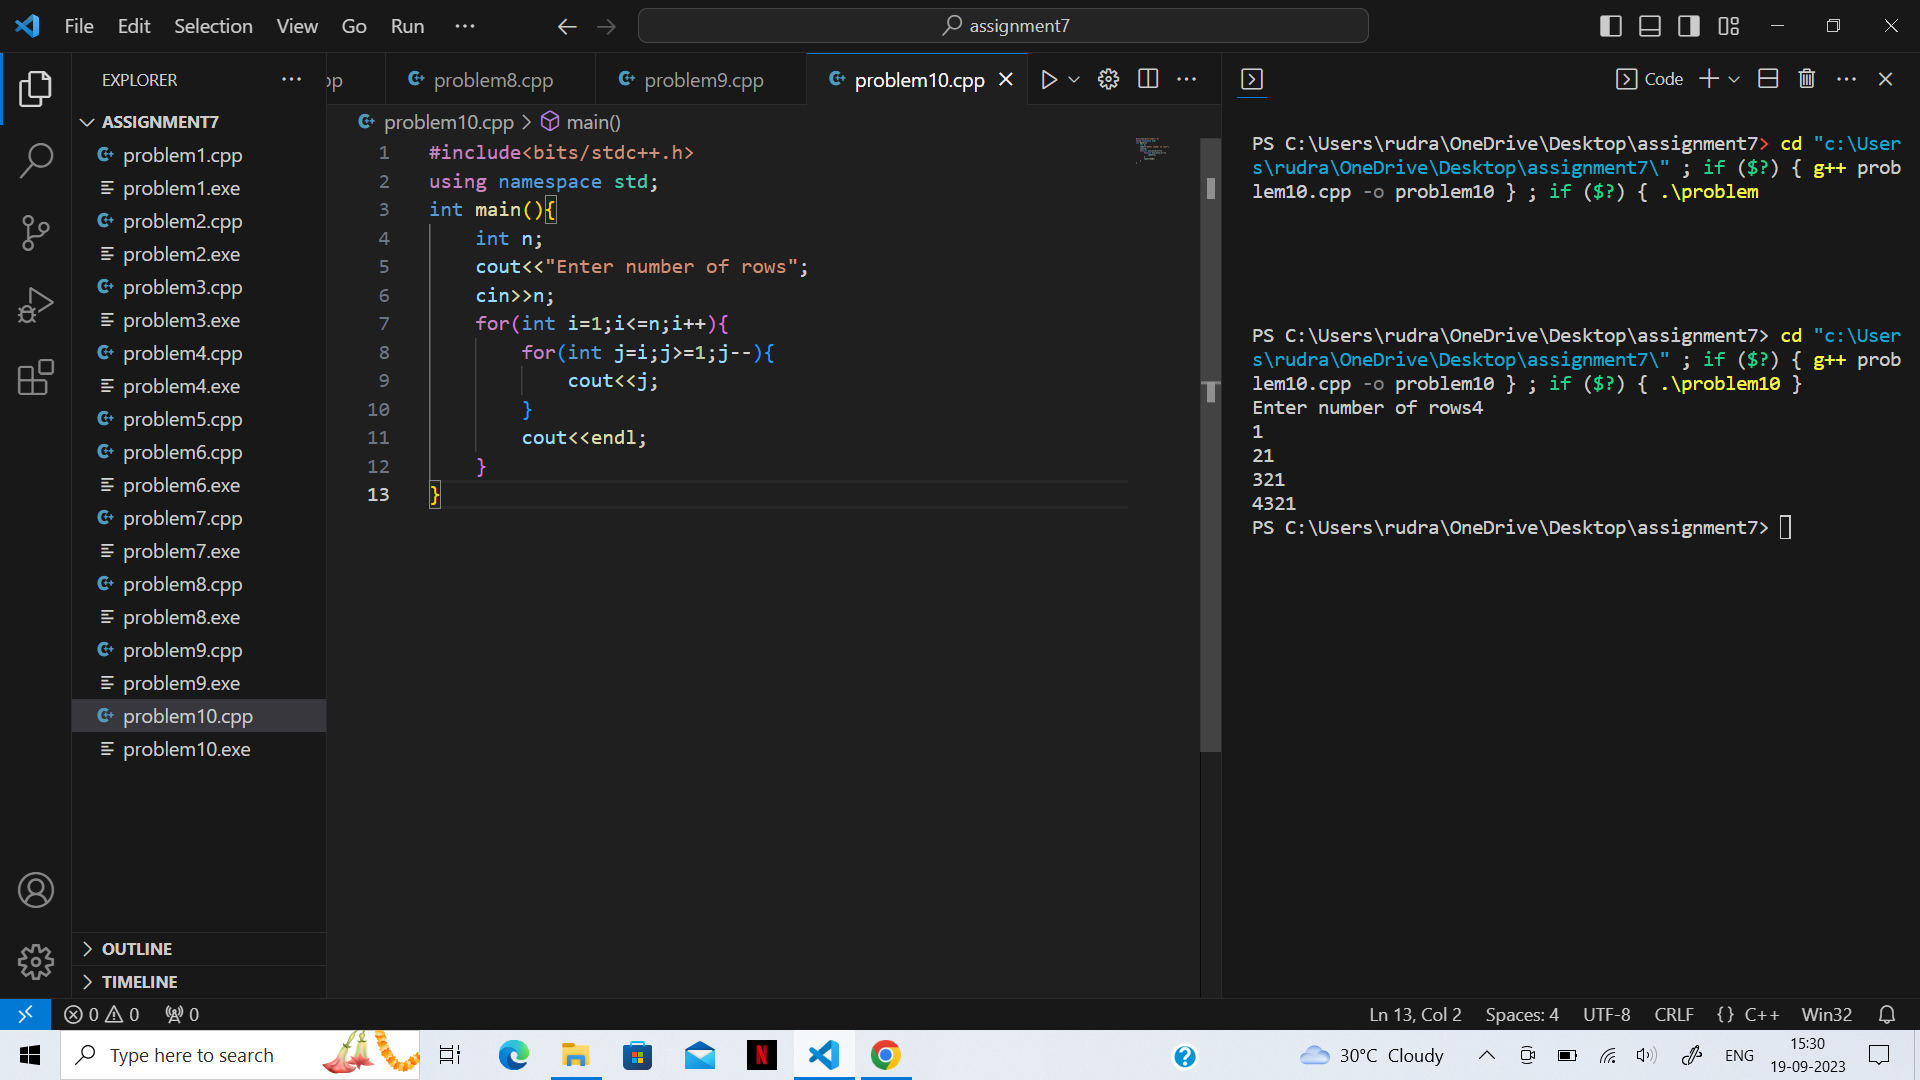 File Edit Selection View Go Run ··· assignment7
EXPLORER ···
ASSIGNMENT7
problem1.cpp
problem1.exe
problem2.cpp
problem2.exe
problem3.cpp
problem3.exe
problem4.cpp
problem4.exe
problem5.cpp
problem6.cpp
problem6.exe
problem7.cpp
problem7.exe
problem8.cpp
problem8.exe
problem9.cpp
problem9.exe
problem10.cpp
problem10.exe
OUTLINE
TIMELINE
pp problem8.cpp problem9.cpp problem10.cpp
problem10.cpp > main()
1 #include<bits/stdc++.h>
2 using namespace std;
3 int main(){
4 int n;
5 cout<<"Enter number of rows";
6 cin>>n;
7 for(int i=1;i<=n;i++){
8 for(int j=i;j>=1;j--){
9 cout<<j;
10 }
11 cout<<endl;
12 }
13 }
Code
PS C:\Users\rudra\OneDrive\Desktop\assignment7> cd "c:\User
s\rudra\OneDrive\Desktop\assignment7\" ; if ($?) { g++ prob
lem10.cpp -o problem10 } ; if ($?) { .\problem
PS C:\Users\rudra\OneDrive\Desktop\assignment7> cd "c:\User
s\rudra\OneDrive\Desktop\assignment7\" ; if ($?) { g++ prob
lem10.cpp -o problem10 } ; if ($?) { .\problem10 }
Enter number of rows4
1
21
321
4321
PS C:\Users\rudra\OneDrive\Desktop\assignment7>
0 0 0 Ln 13, Col 2 Spaces: 4 UTF-8 CRLF {} C++ Win32
Type here to search 30°C Cloudy ENG 15:30
19-09-2023